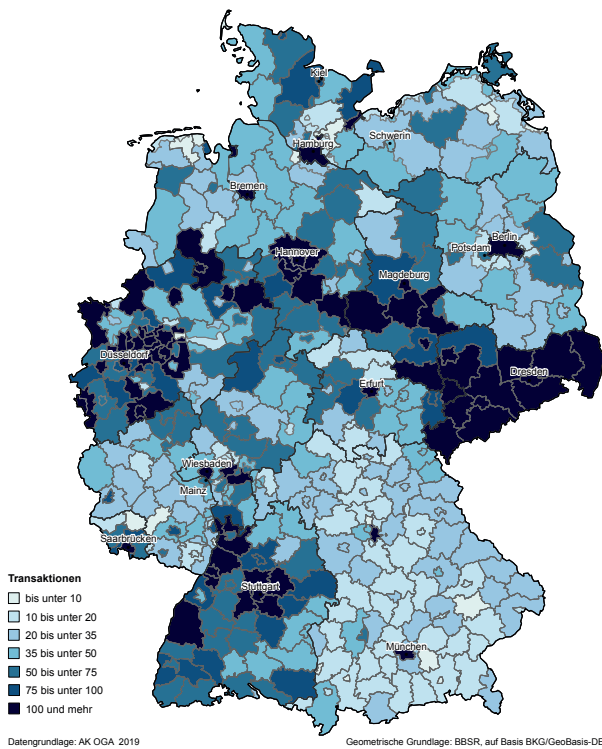 Kiel
Schwerin
Hamburg
Bremen
Berlin
Potsdam
Hannover
Magdeburg
Düsseldorf
Dresden
Erfurt
Wiesbaden
Mainz
Saarbrücken
Stuttgart
München
Transaktionen
bis unter 10
10 bis unter 20
20 bis unter 35
35 bis unter 50
50 bis unter 75
75 bis unter 100
100 und mehr
Datengrundlage: AK OGA 2019
Geometrische Grundlage: BBSR, auf Basis BKG/GeoBasis-DE